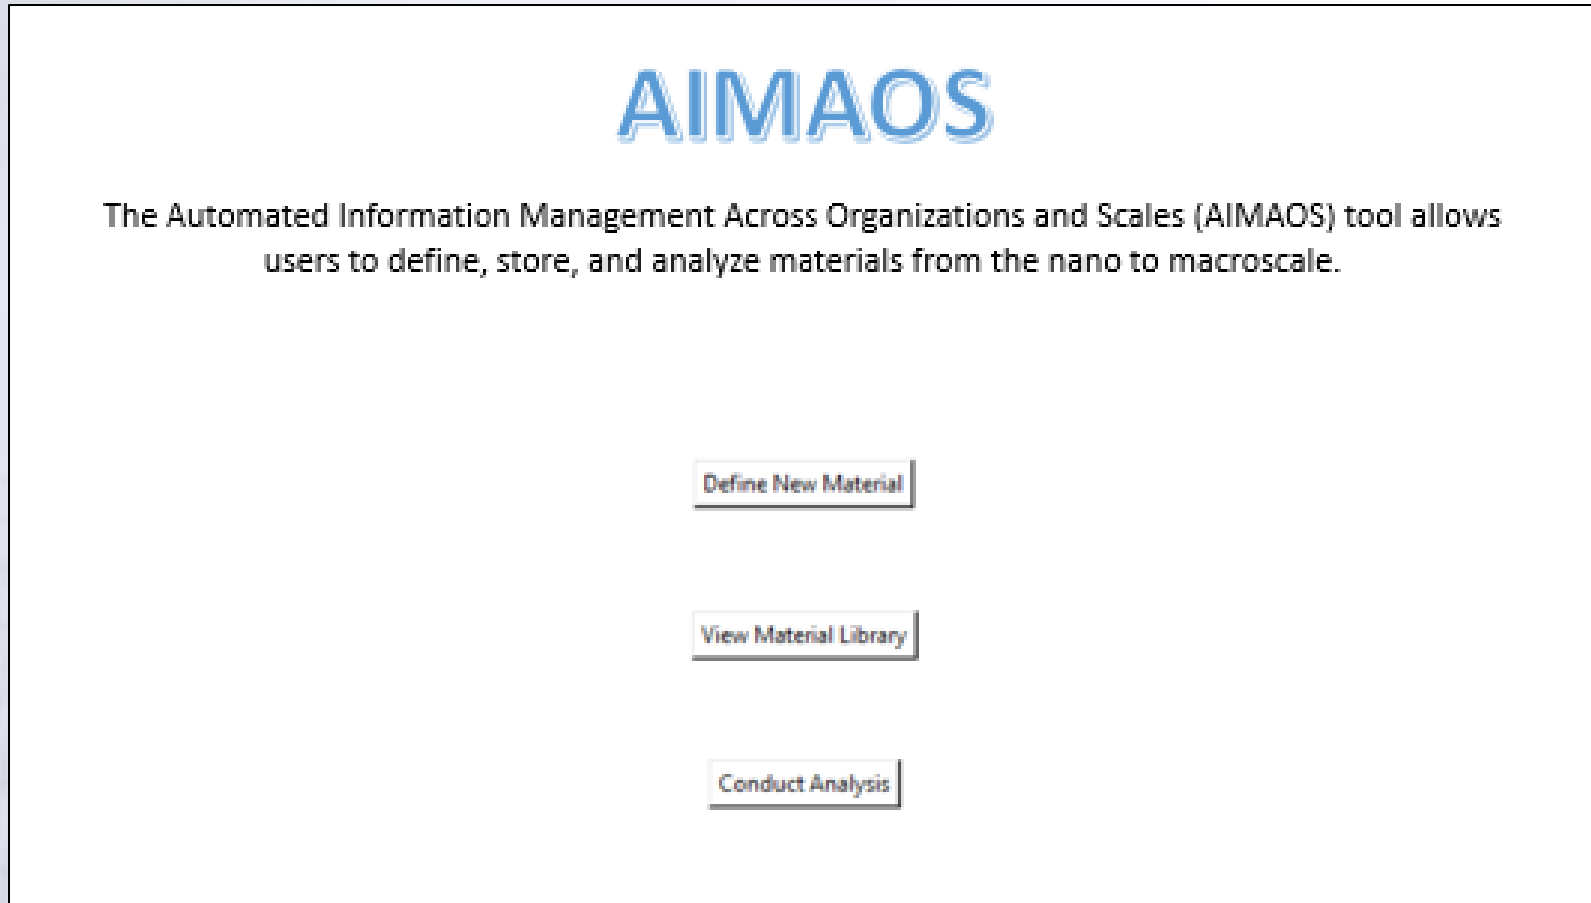 AIMAOS
The Automated Information Management Across Organizations and Scales (AIMAOS) tool allows
users to define, store, and analyze materials from the nano to macroscale.
Define New Material
View Material Library
Conduct Analysis